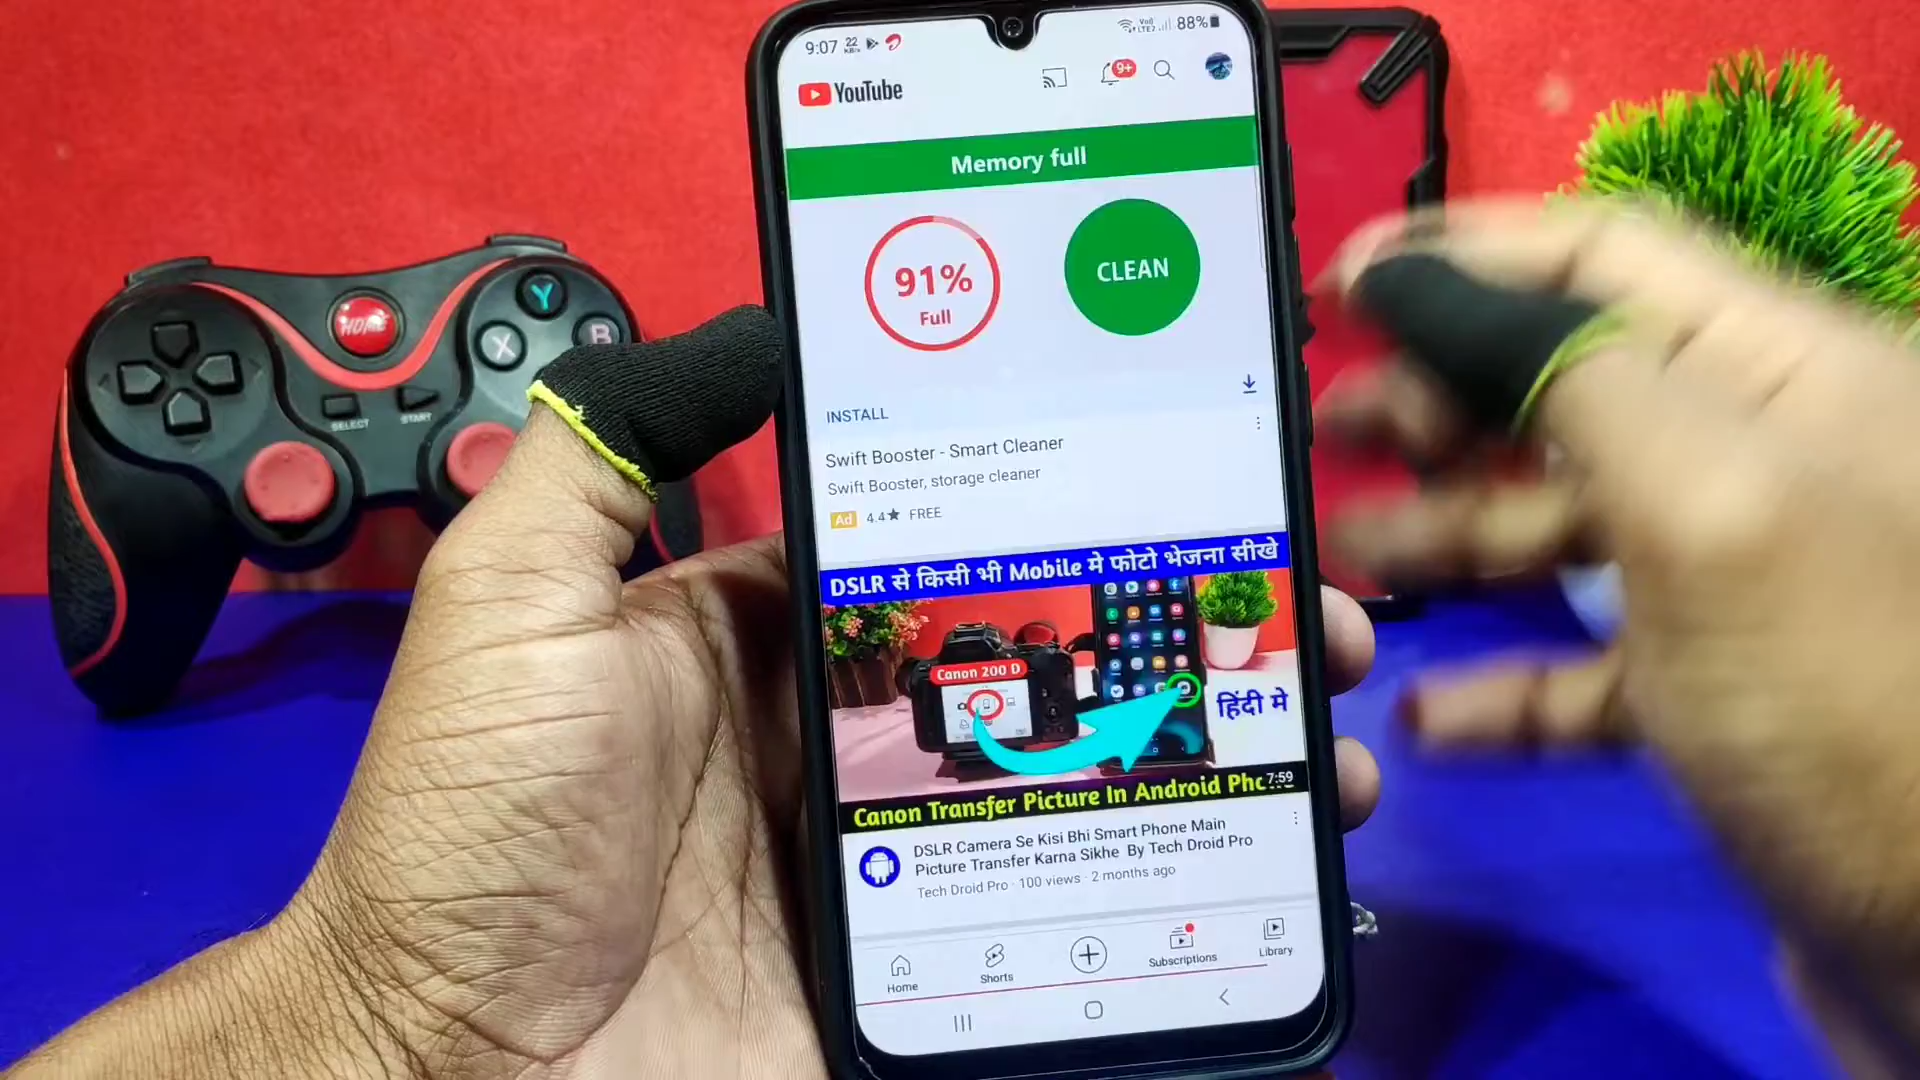 HOME
Y
X
B
SELECT
START
9:07
22
KB/s
88%
YouTube
9+
Memory full
91%
Full
CLEAN
INSTALL
Swift Booster - Smart Cleaner
Swift Booster, storage cleaner
Ad 4.4★ FREE
DSLR से किसी भी Mobile मे फोटो भेजना सीखे
Canon 200 D
हिंदी मे
7:59
Canon Transfer Picture In Android
DSLR Camera Se Kisi Bhi Smart Phone Main
Picture Transfer Karna Sikhe By Tech Droid Pro
Tech Droid Pro · 100 views · 2 months ago
Home
Shorts
Subscriptions
Library